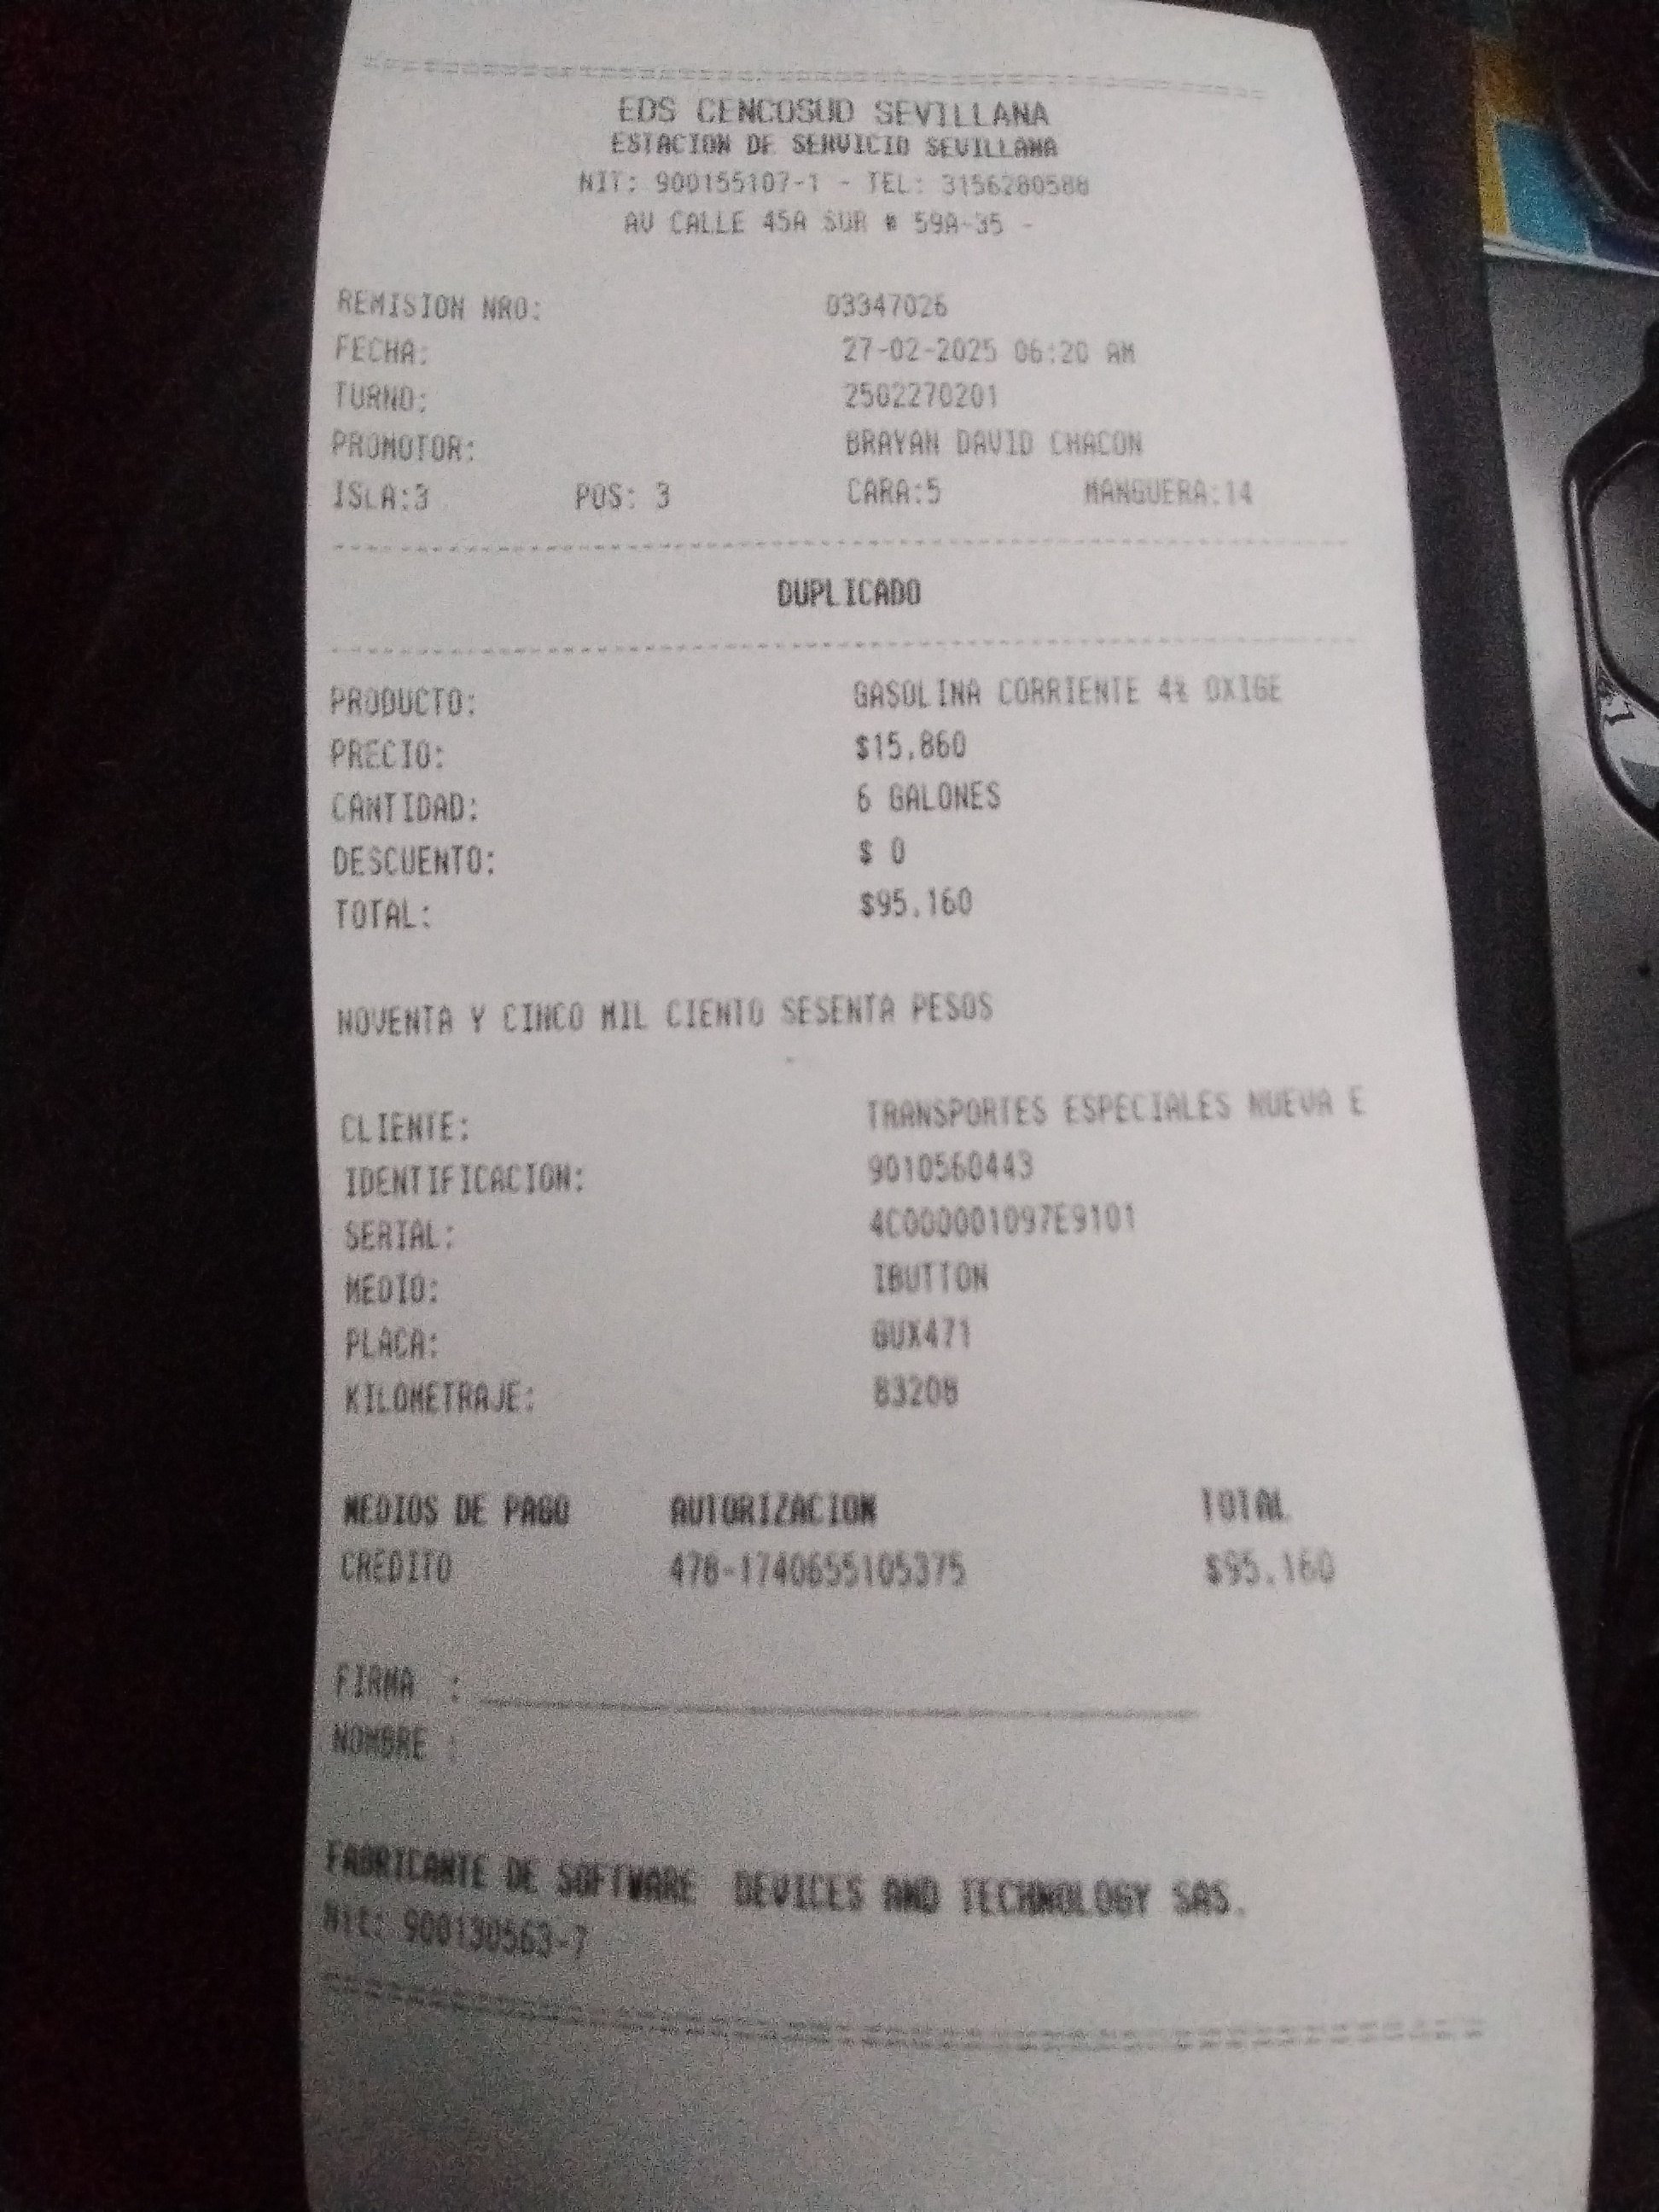 EDS CENCOSUD SEVILLANA
ESTACION DE SERVICIO SEVILLANA
NIT: 900155107-1 - TEL: 3156280588
AV CALLE 45A SUR # 59A-35 -
REMISION NRO: 03347026
FECHA: 27-02-2025 06:20 AM
TURNO: 2502270201
PROMOTOR: BRAYAN DAVID CHACON
ISLA:3 POS: 3 CARA:5 MANGUERA:14
DUPLICADO
PRODUCTO: GASOLINA CORRIENTE 4% OXIGE
PRECIO: $15.860
CANTIDAD: 6 GALONES
DESCUENTO: $ 0
TOTAL: $95.160
NOVENTA Y CINCO MIL CIENTO SESENTA PESOS
CLIENTE: TRANSPORTES ESPECIALES NUEVA E
IDENTIFICACION: 9010560443
SERIAL: 4C000001097E9101
MEDIO: IBUTTON
PLACA: GUX471
KILOMETRAJE: 83208
MEDIOS DE PAGO AUTORIZACION TOTAL
CREDITO 478-1740655105375 $95.160
FIRMA :
NOMBRE :
FABRICANTE DE SOFTWARE DEVICES AND TECHNOLOGY SAS.
Nit: 900130563-7